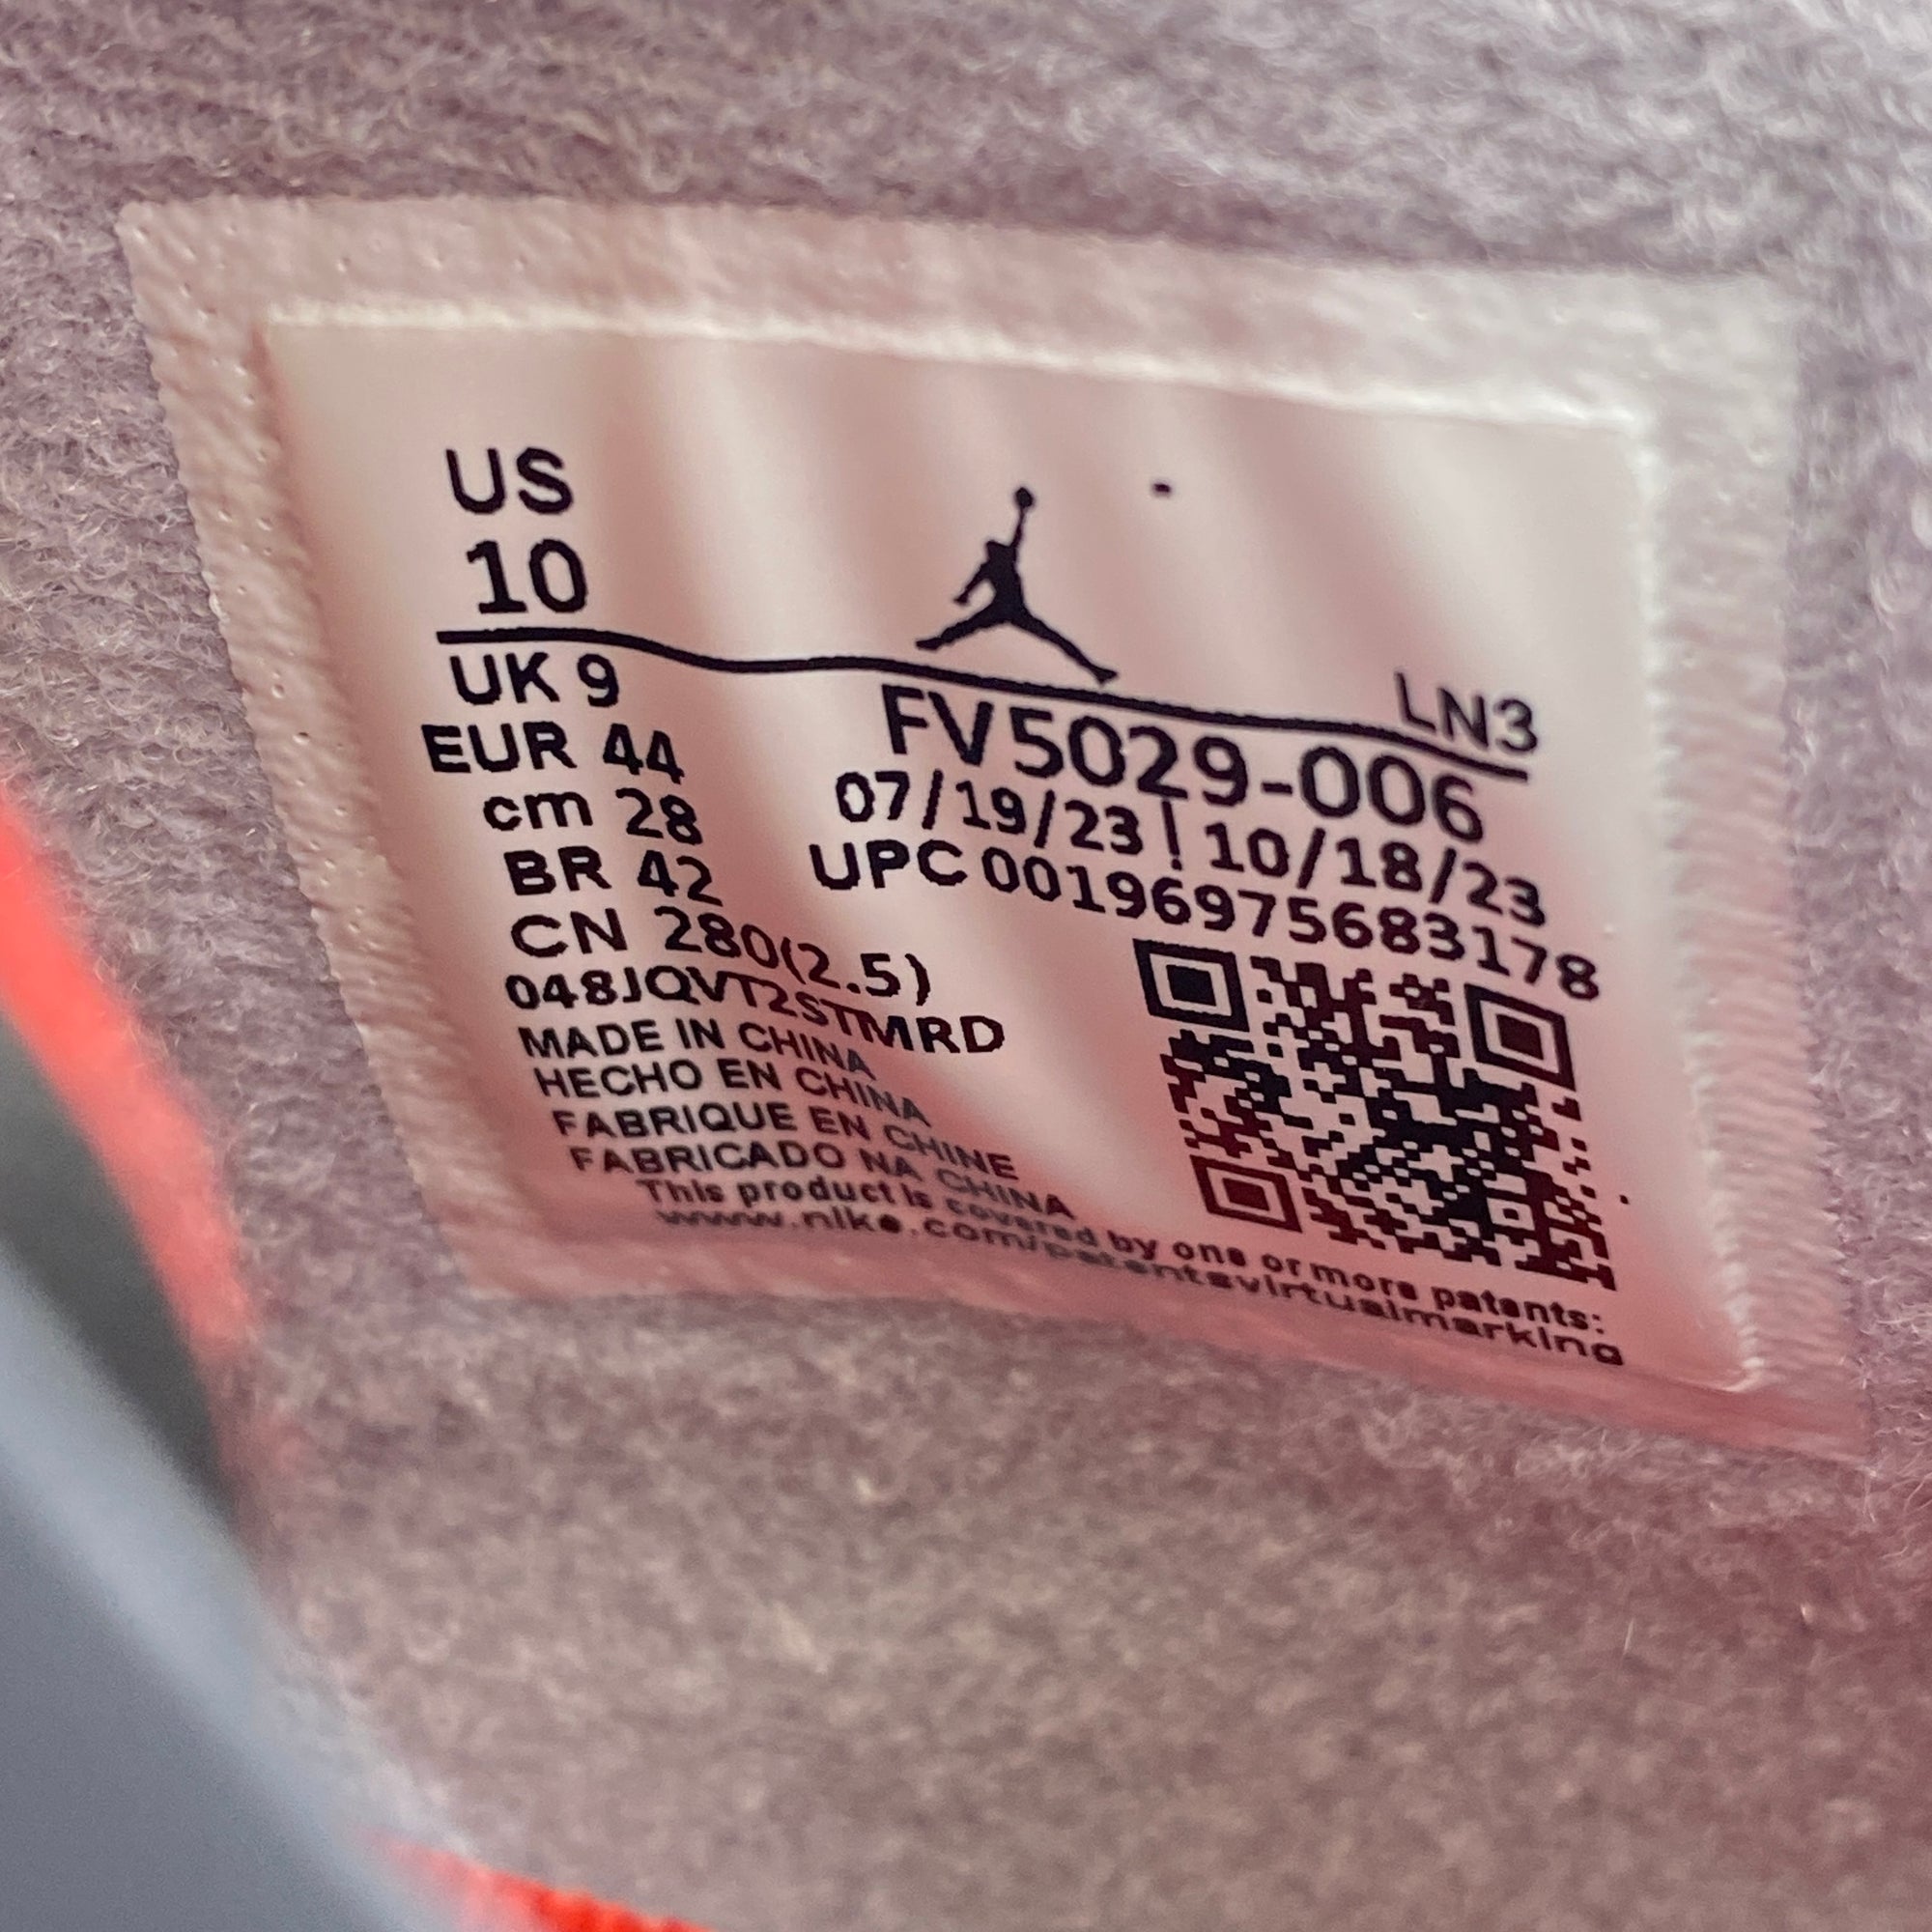 US
10
UK 9
EUR 44
cm 28
BR 42
CN 280(2.5)
LN3
FV5029-006
07/19/23 | 10/18/23
UPC 00196975683178
048JQVT2STMRD
MADE IN CHINA
HECHO EN CHINA
FABRIQUE EN CHINE
FABRICADO NA CHINA
This product is covered by one or more patents:
www.nike.com/patentsvirtualmarking